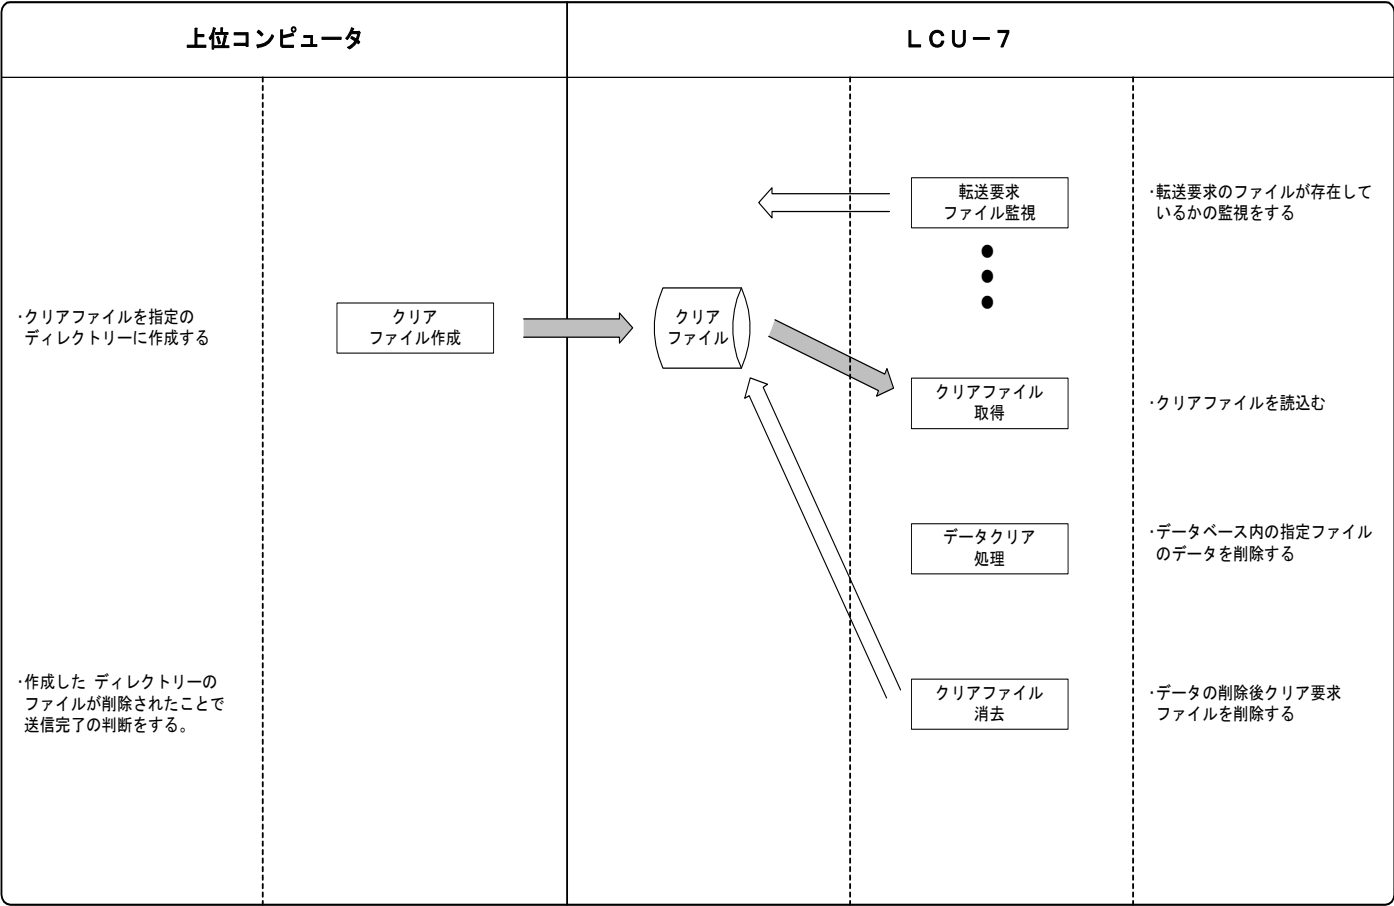 上位コンピュータ
ＬＣＵ－７
転送要求
ファイル監視
・転送要求のファイルが存在して
いるかの監視をする
・クリアファイルを指定の
ディレクトリーに作成する
クリア
ファイル作成
クリア
ファイル
クリアファイル
取得
・クリアファイルを読込む
データクリア
処理
・データベース内の指定ファイル
のデータを削除する
・作成した ディレクトリーの
ファイルが削除されたことで
送信完了の判断をする。
クリアファイル
消去
・データの削除後クリア要求
ファイルを削除する